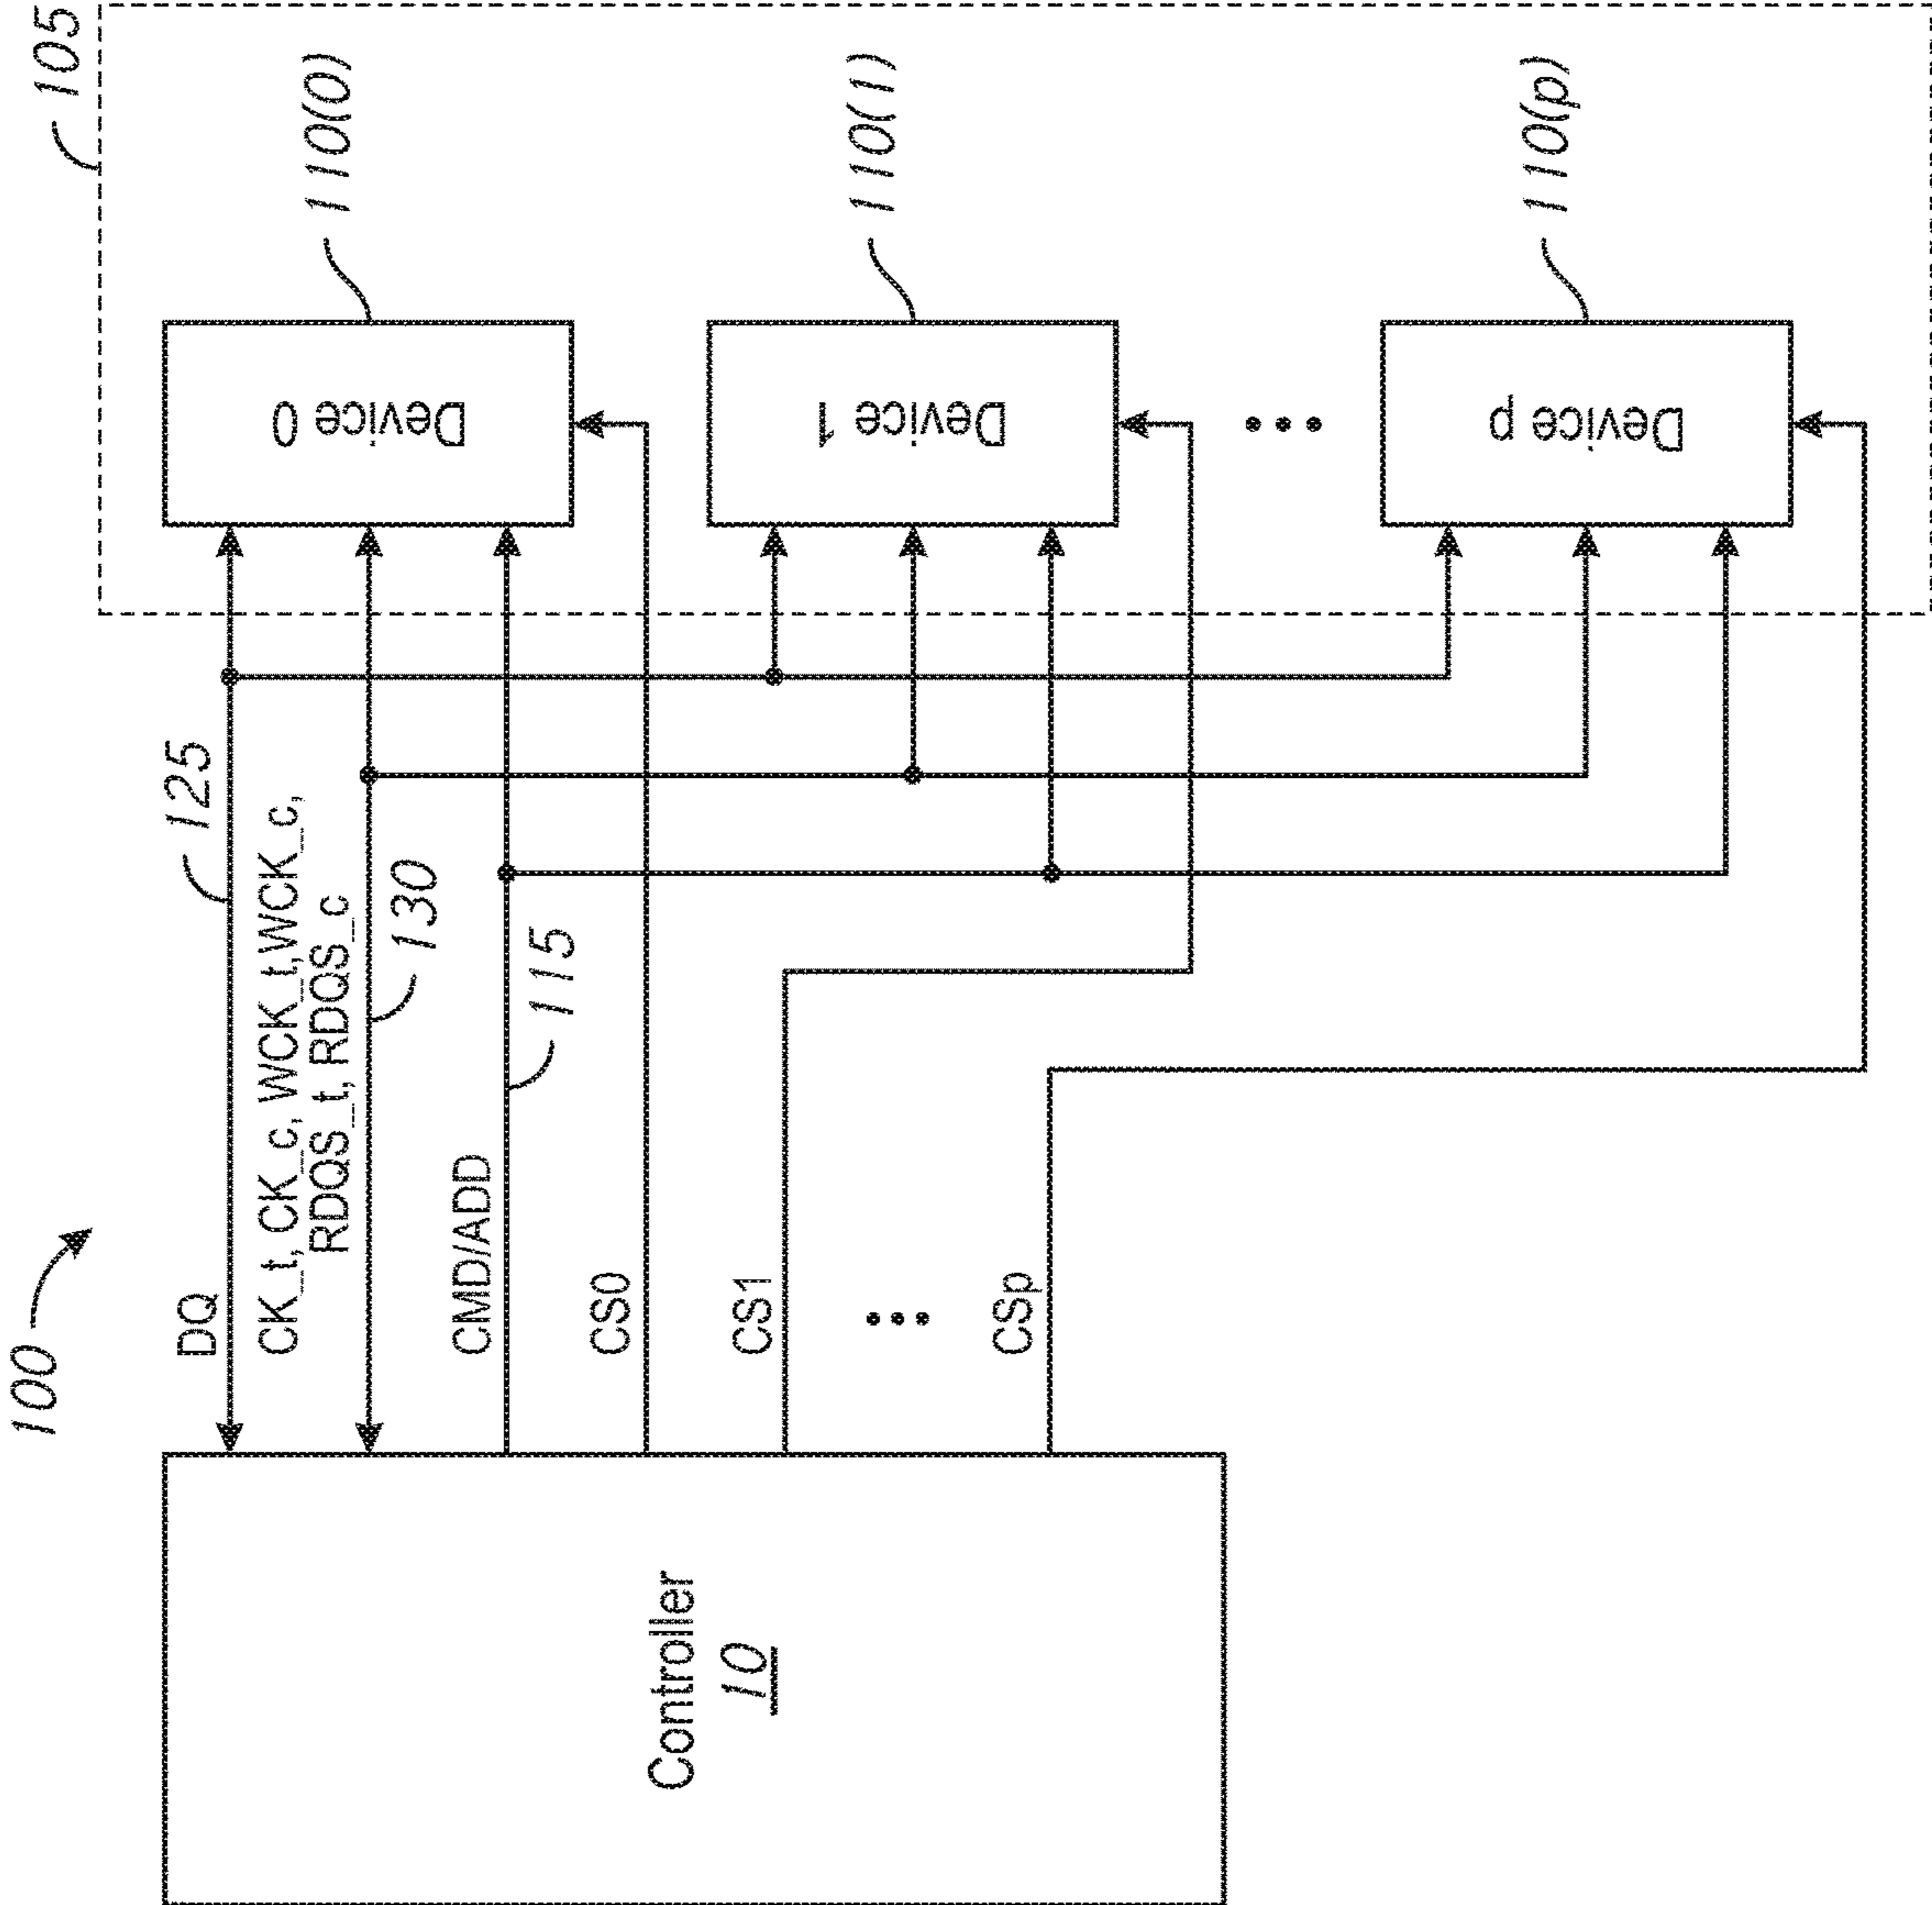 100
105
DQ
125
CK_t, CK_c, WCK_t,WCK_c,
RDQS_t, RDQS_c
130
CMD/ADD
115
CS0
CS1
CSp
Controller
10
Device 0
110(0)
Device 1
110(1)
Device p
110(p)